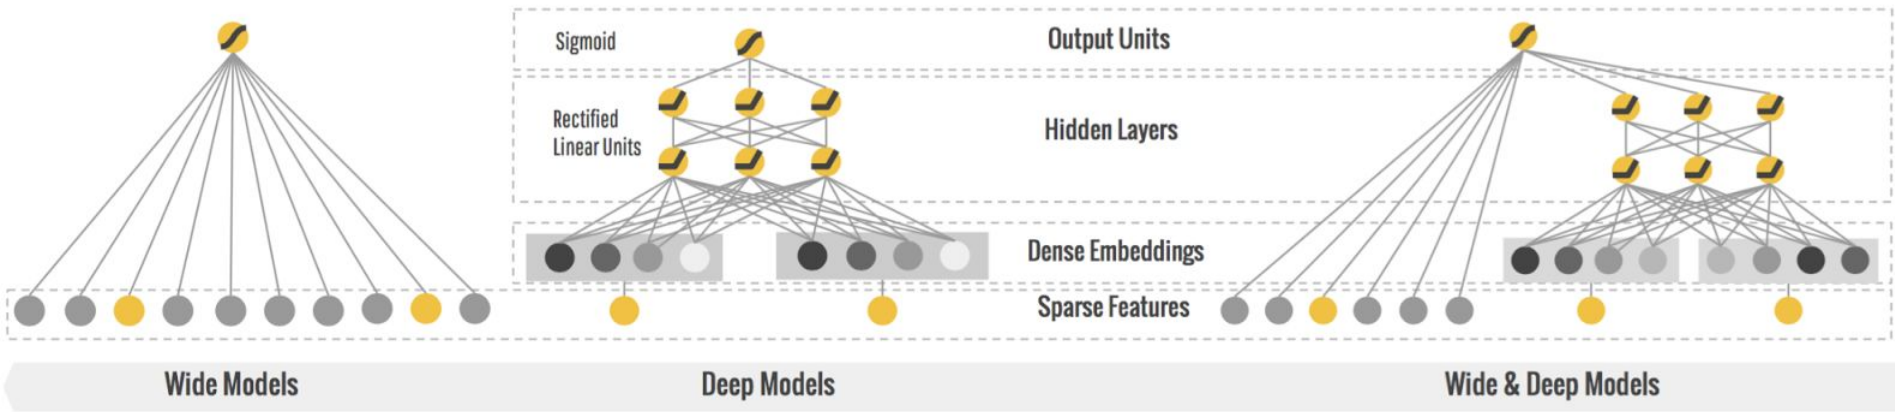 Sigmoid
Output Units
Rectified
Linear Units
Hidden Layers
Dense Embeddings
Sparse Features
Wide Models
Deep Models
Wide & Deep Models